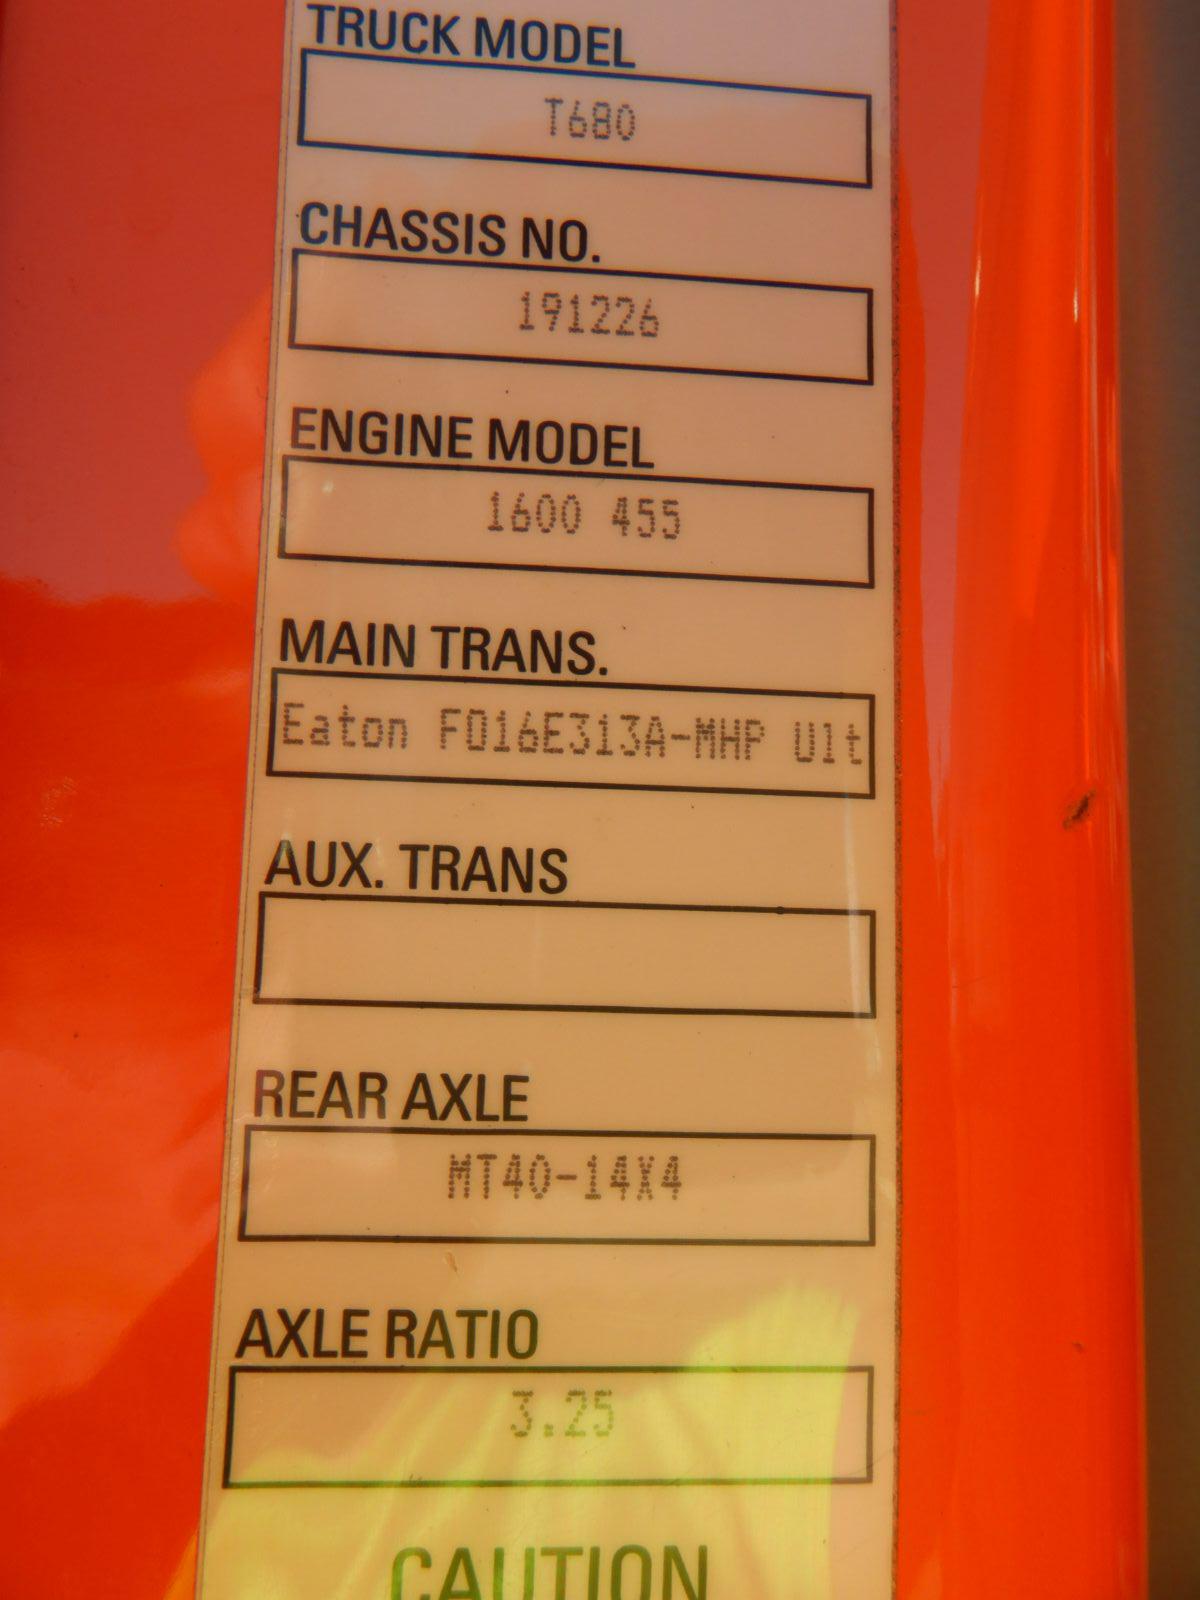 TRUCK MODEL
T680
CHASSIS NO.
191226
ENGINE MODEL
1600 455
MAIN TRANS.
Eaton FO16E313A-MHP Ult
AUX. TRANS
REAR AXLE
MT40-14X4
AXLE RATIO
3.25
CAUTION